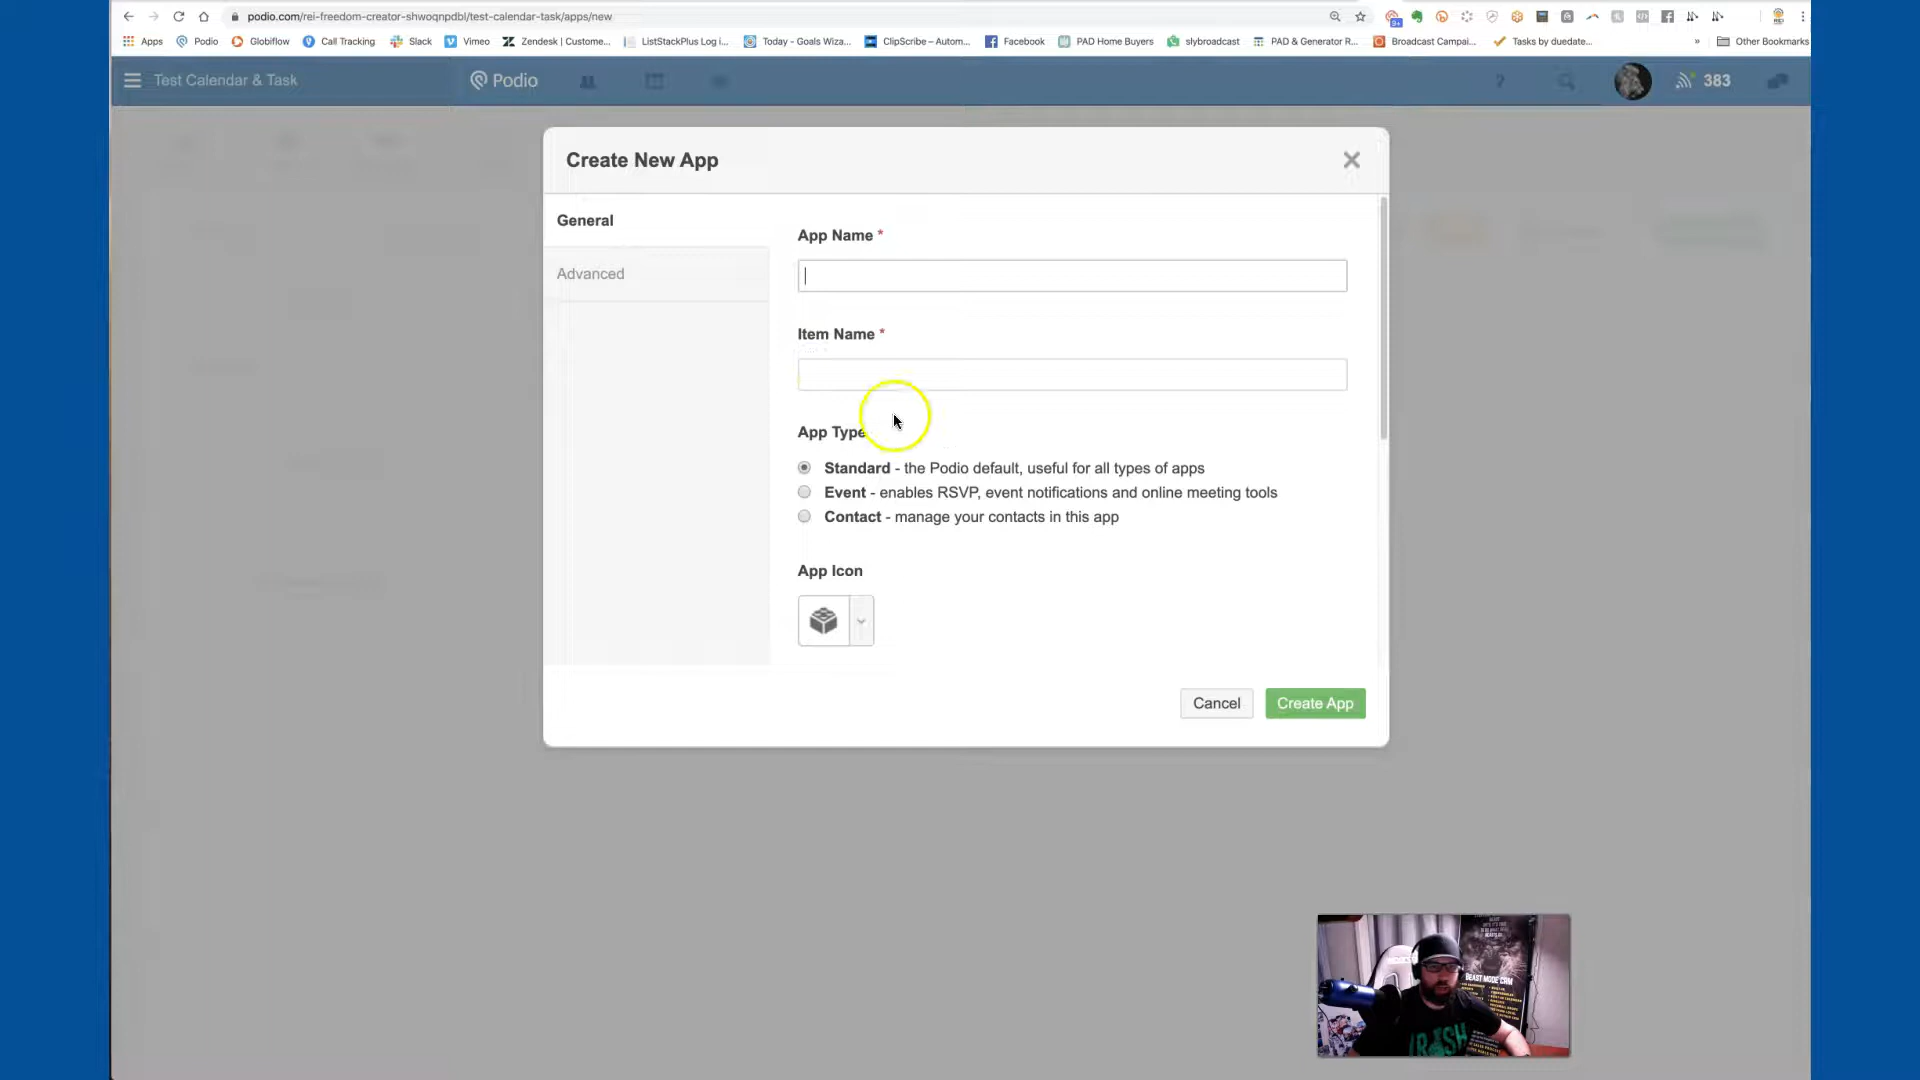 podio.com/rei-freedom-creator-shwoqnpdbl/test-calendar-task/apps/new
Apps Podio Globiflow Call Tracking Slack Vimeo Zendesk | Custome... ListStackPlus Log i... Today - Goals Wiza... ClipScribe – Autom... Facebook PAD Home Buyers slybroadcast PAD & Generator R... Broadcast Campai... Tasks by duedate... » Other Bookmarks
Test Calendar & Task Podio ? 383
Create New App
General
Advanced
App Name *
Item Name *
App Type
Standard - the Podio default, useful for all types of apps
Event - enables RSVP, event notifications and online meeting tools
Contact - manage your contacts in this app
App Icon
Cancel Create App
BEAST MODE CRM